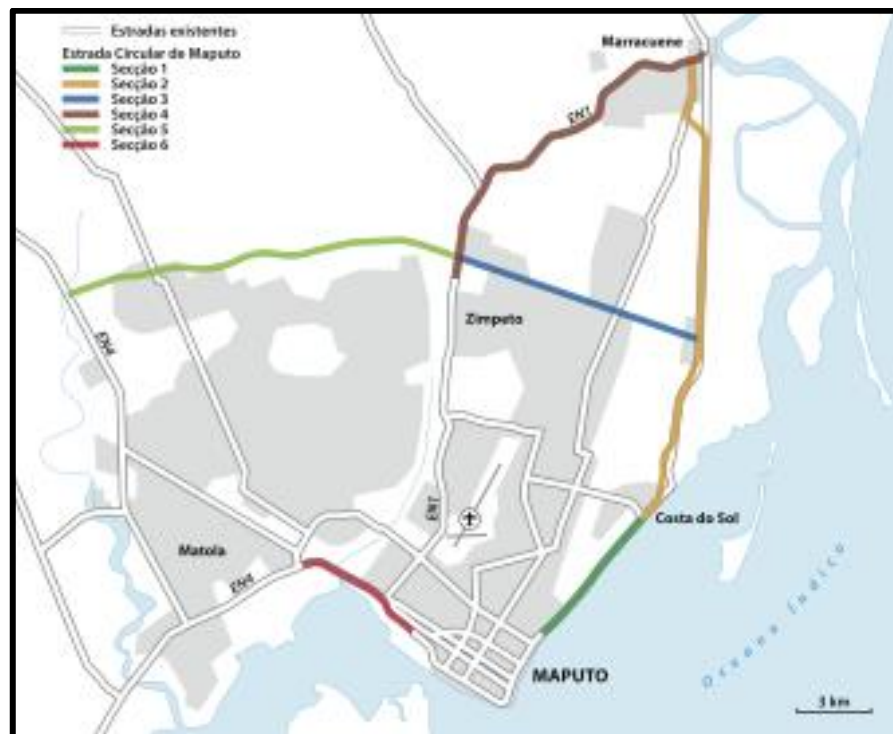 Estradas existentes
Estrada Circular de Maputo
Secção 1
Secção 2
Secção 3
Secção 4
Secção 5
Secção 6
Marracuene
EN1
Zimpeto
EN4
EN1
Costa do Sol
Matola
EN4
MAPUTO
Oceano Índico
3 km